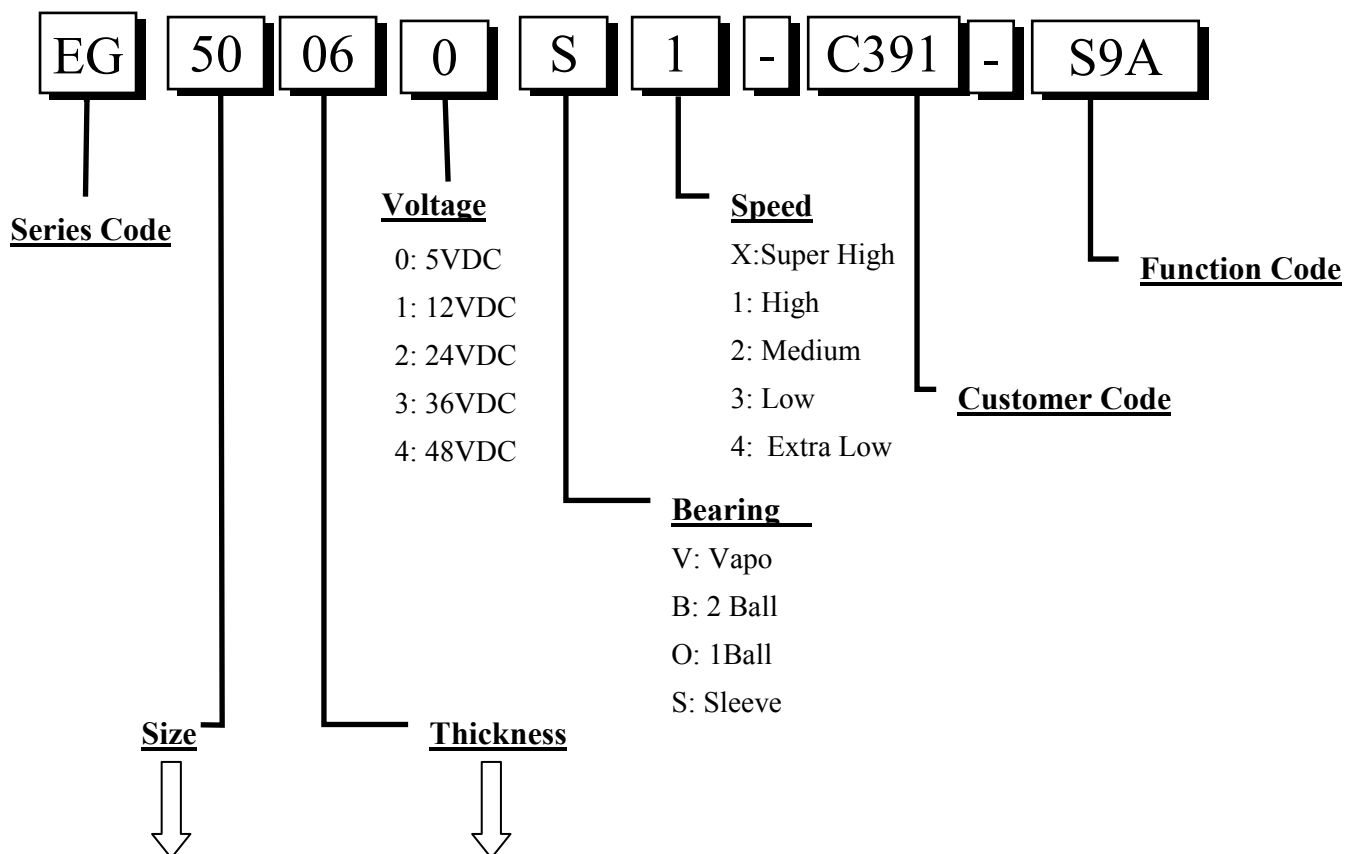 EG 50 06 0 S 1 - C391 - S9A
Series Code
Voltage
0: 5VDC
1: 12VDC
2: 24VDC
3: 36VDC
4: 48VDC
Speed
X:Super High
1: High
2: Medium
3: Low
4: Extra Low
Function Code
Customer Code
Bearing
V: Vapo
B: 2 Ball
O: 1Ball
S: Sleeve
Size
Thickness